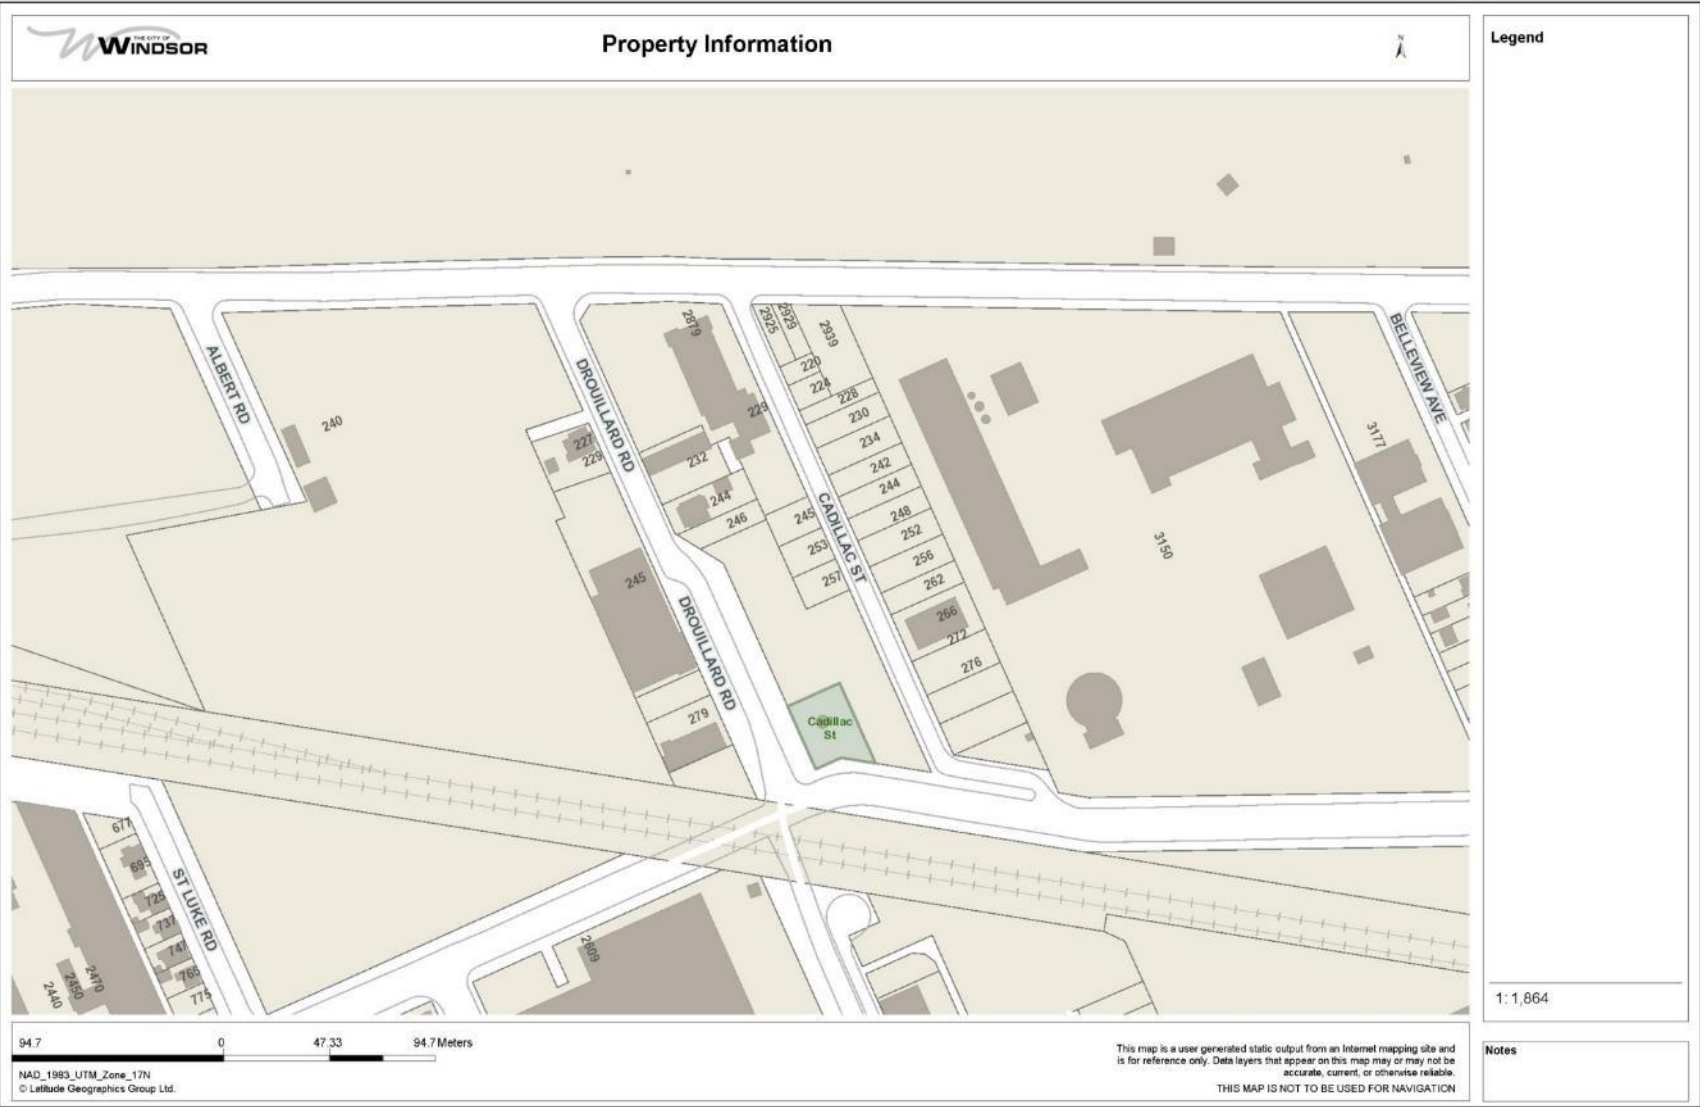 THE CITY OF
WINDSOR
Property Information
N
Legend
2879
2925
2929
2939
BELLEVIEW AVE
ALBERT RD
DROUILLARD RD
220
224
228
229
230
240
227
229
232
234
242
3177
244
244
246
245
248
CADILLAC ST
252
253
256
257
262
3150
245
266
272
276
DROUILLARD RD
279
Cadillac
St
677
695
725
737
747
765
775
ST LUKE RD
2609
2470
2450
2440
1: 1,864
94.7
0
47.33
94.7 Meters
NAD_1983_UTM_Zone_17N
© Latitude Geographics Group Ltd.
This map is a user generated static output from an Internet mapping site and
is for reference only. Data layers that appear on this map may or may not be
accurate, current, or otherwise reliable.
THIS MAP IS NOT TO BE USED FOR NAVIGATION
Notes